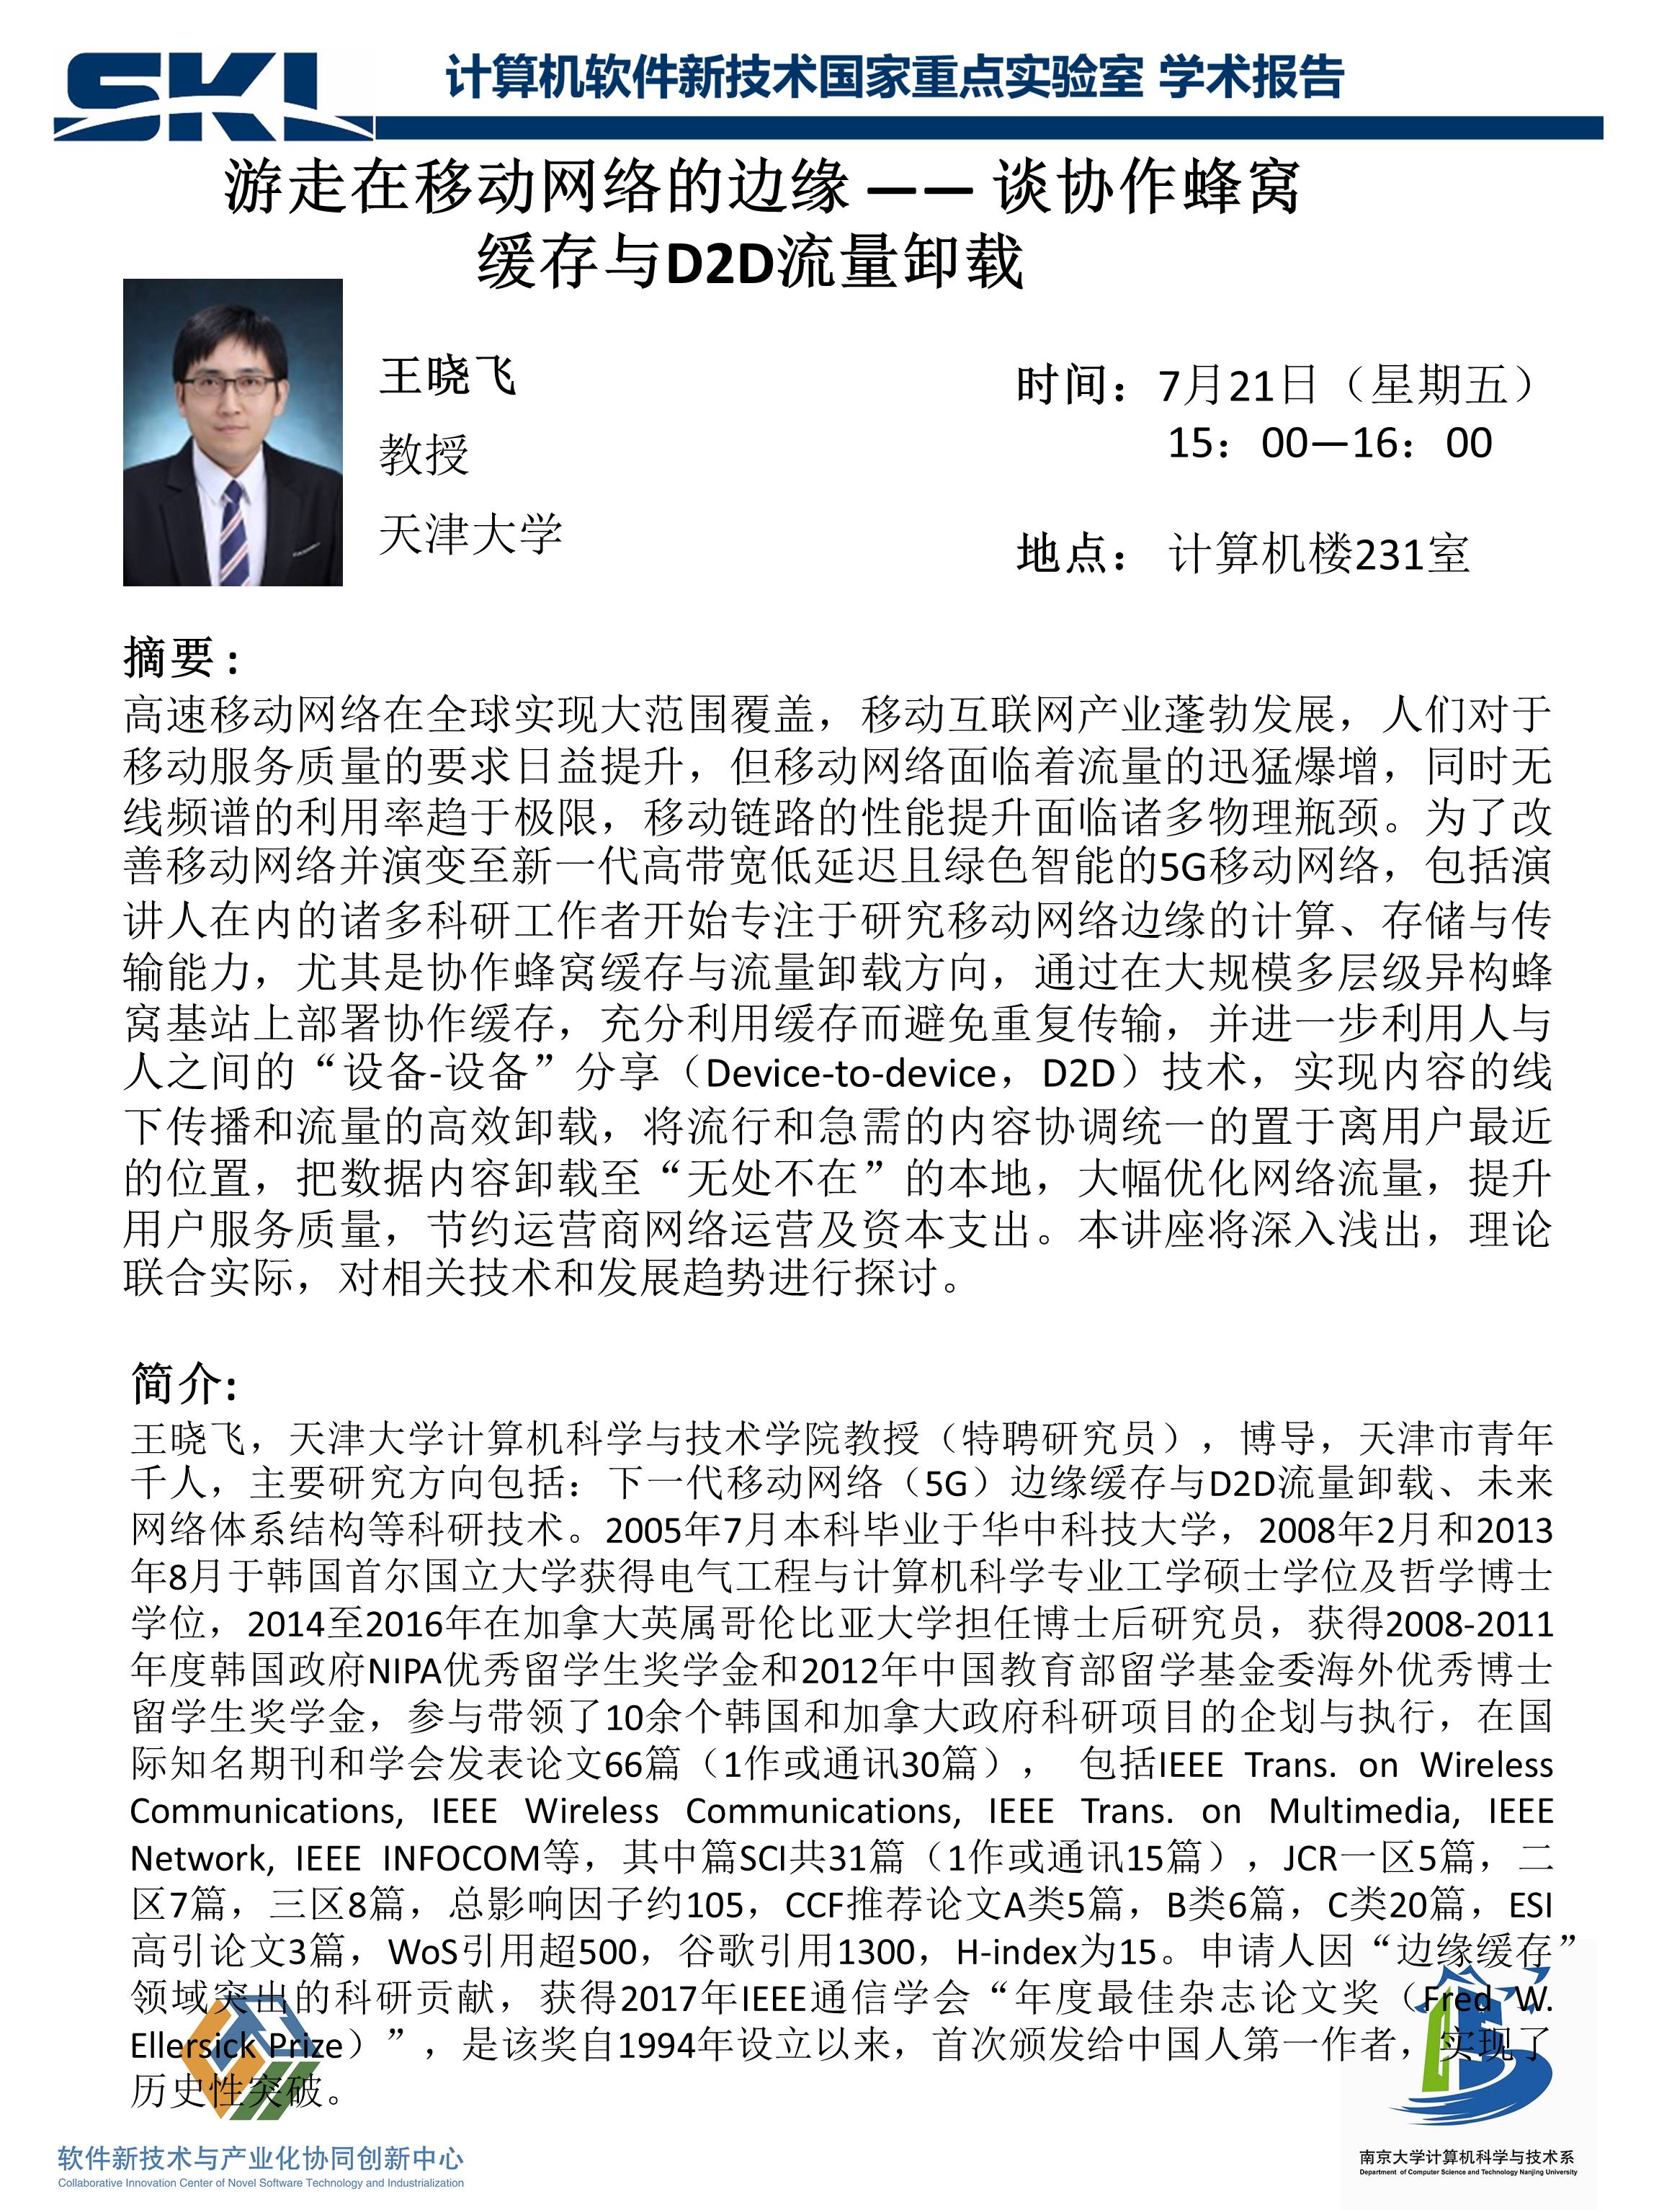 SKL
计算机软件新技术国家重点实验室 学术报告
游走在移动网络的边缘 —— 谈协作蜂窝
缓存与D2D流量卸载
王晓飞
教授
天津大学
时间：7月21日（星期五）
15：00—16：00
地点： 计算机楼231室
摘要：
高速移动网络在全球实现大范围覆盖，移动互联网产业蓬勃发展，人们对于
移动服务质量的要求日益提升，但移动网络面临着流量的迅猛爆增，同时无
线频谱的利用率趋于极限，移动链路的性能提升面临诸多物理瓶颈。为了改
善移动网络并演变至新一代高带宽低延迟且绿色智能的5G移动网络，包括演
讲人在内的诸多科研工作者开始专注于研究移动网络边缘的计算、存储与传
输能力，尤其是协作蜂窝缓存与流量卸载方向，通过在大规模多层级异构蜂
窝基站上部署协作缓存，充分利用缓存而避免重复传输，并进一步利用人与
人之间的“设备-设备”分享（Device-to-device，D2D）技术，实现内容的线
下传播和流量的高效卸载，将流行和急需的内容协调统一的置于离用户最近
的位置，把数据内容卸载至“无处不在”的本地，大幅优化网络流量，提升
用户服务质量，节约运营商网络运营及资本支出。本讲座将深入浅出，理论
联合实际，对相关技术和发展趋势进行探讨。
简介:
王晓飞，天津大学计算机科学与技术学院教授（特聘研究员），博导，天津市青年
千人，主要研究方向包括：下一代移动网络（5G）边缘缓存与D2D流量卸载、未来
网络体系结构等科研技术。2005年7月本科毕业于华中科技大学，2008年2月和2013
年8月于韩国首尔国立大学获得电气工程与计算机科学专业工学硕士学位及哲学博士
学位，2014至2016年在加拿大英属哥伦比亚大学担任博士后研究员，获得2008-2011
年度韩国政府NIPA优秀留学生奖学金和2012年中国教育部留学基金委海外优秀博士
留学生奖学金，参与带领了10余个韩国和加拿大政府科研项目的企划与执行，在国
际知名期刊和学会发表论文66篇（1作或通讯30篇）， 包括IEEE Trans. on Wireless
Communications, IEEE Wireless Communications, IEEE Trans. on Multimedia, IEEE
Network, IEEE INFOCOM等，其中篇SCI共31篇（1作或通讯15篇），JCR一区5篇，二
区7篇，三区8篇，总影响因子约105，CCF推荐论文A类5篇，B类6篇，C类20篇，ESI
高引论文3篇，WoS引用超500，谷歌引用1300，H-index为15。申请人因“边缘缓存”
领域突出的科研贡献，获得2017年IEEE通信学会“年度最佳杂志论文奖（Fred W.
Ellersick Prize）”，是该奖自1994年设立以来，首次颁发给中国人第一作者，实现了
历史性突破。
软件新技术与产业化协同创新中心
Collaborative Innovation Center of Novel Software Technology and Industrialization
南京大学计算机科学与技术系
Department of Computer Science and Technology Nanjing University